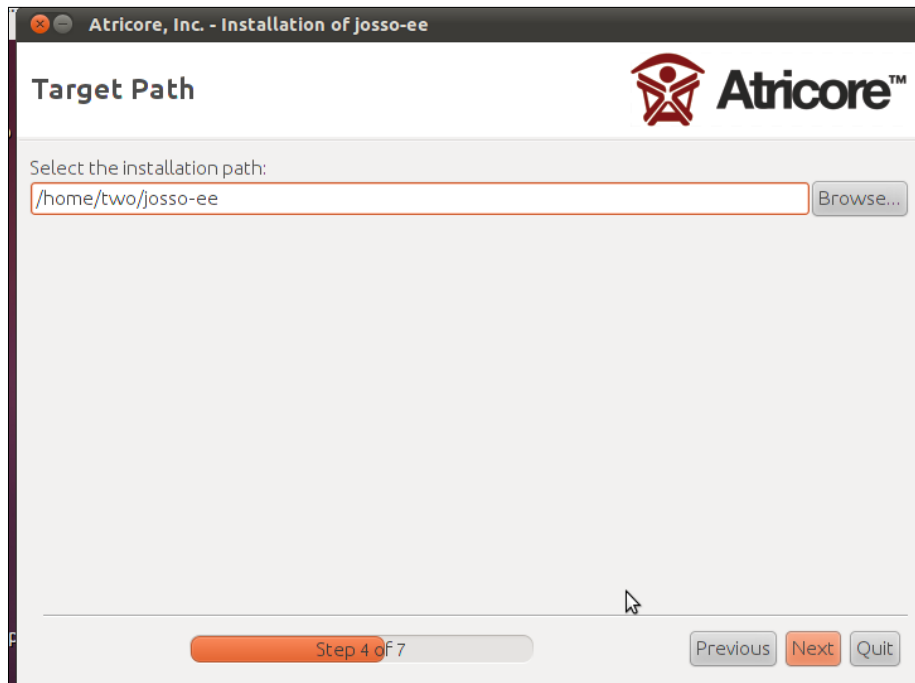 Atricore, Inc. - Installation of josso-ee
Target Path
Atricore™
Select the installation path:
/home/two/josso-ee
Browse...
Step 4 of 7
Previous
Next
Quit